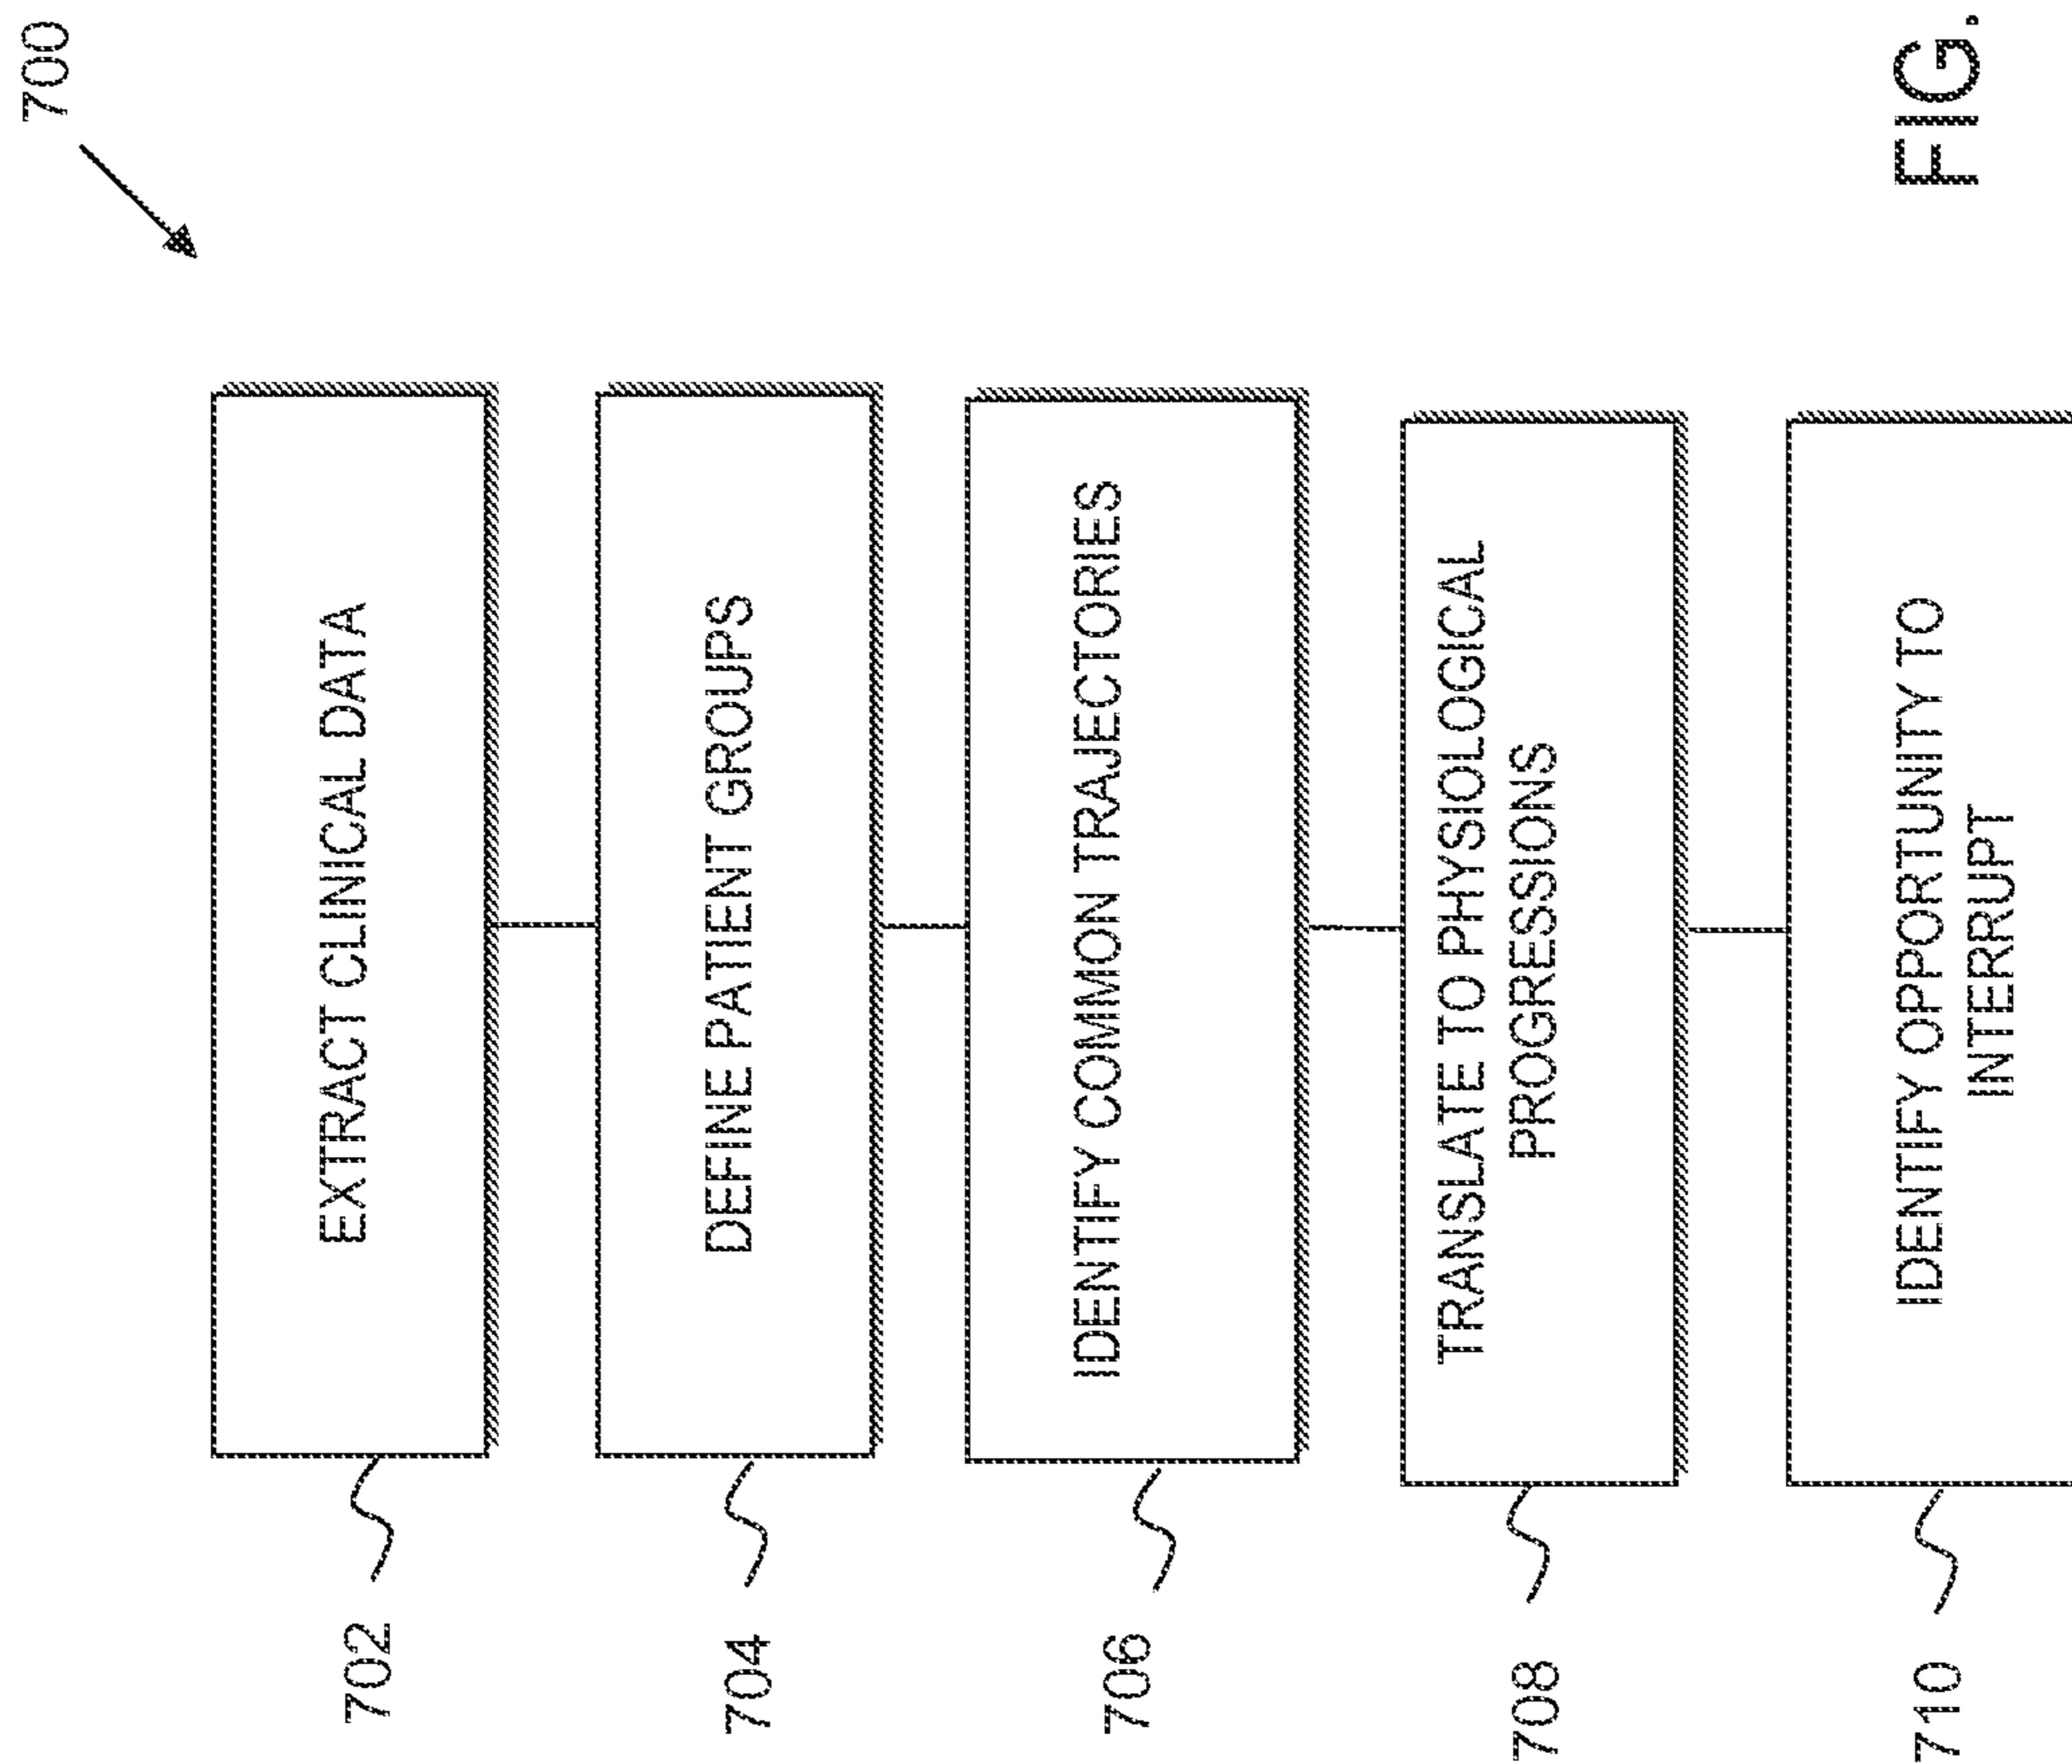 700
702
EXTRACT CLINICAL DATA
704
DEFINE PATIENT GROUPS
706
IDENTIFY COMMON TRAJECTORIES
708
TRANSLATE TO PHYSIOLOGICAL
PROGRESSIONS
710
IDENTIFY OPPORTUNITY TO
INTERRUPT
FIG.